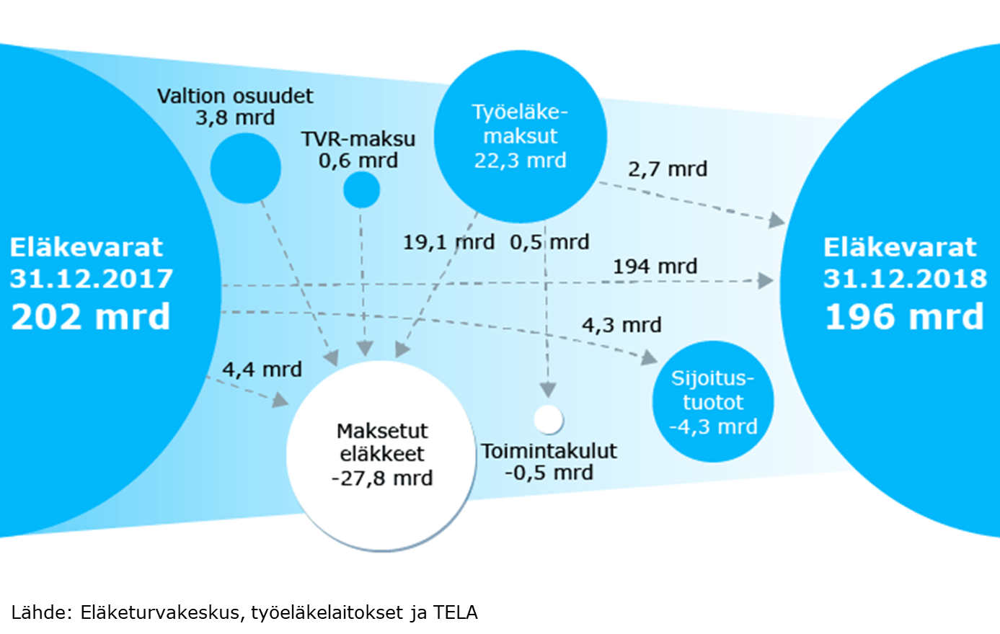 Valtion osuudet
3,8 mrd
TVR-maksu
0,6 mrd
Työeläke-
maksut
22,3 mrd
2,7 mrd
Eläkevarat
31.12.2017
202 mrd
19,1 mrd
0,5 mrd
194 mrd
Eläkevarat
31.12.2018
196 mrd
4,3 mrd
4,4 mrd
Sijoitus-
tuotot
-4,3 mrd
Maksetut
eläkkeet
-27,8 mrd
Toimintakulut
-0,5 mrd
Lähde: Eläketurvakeskus, työeläkelaitokset ja TELA